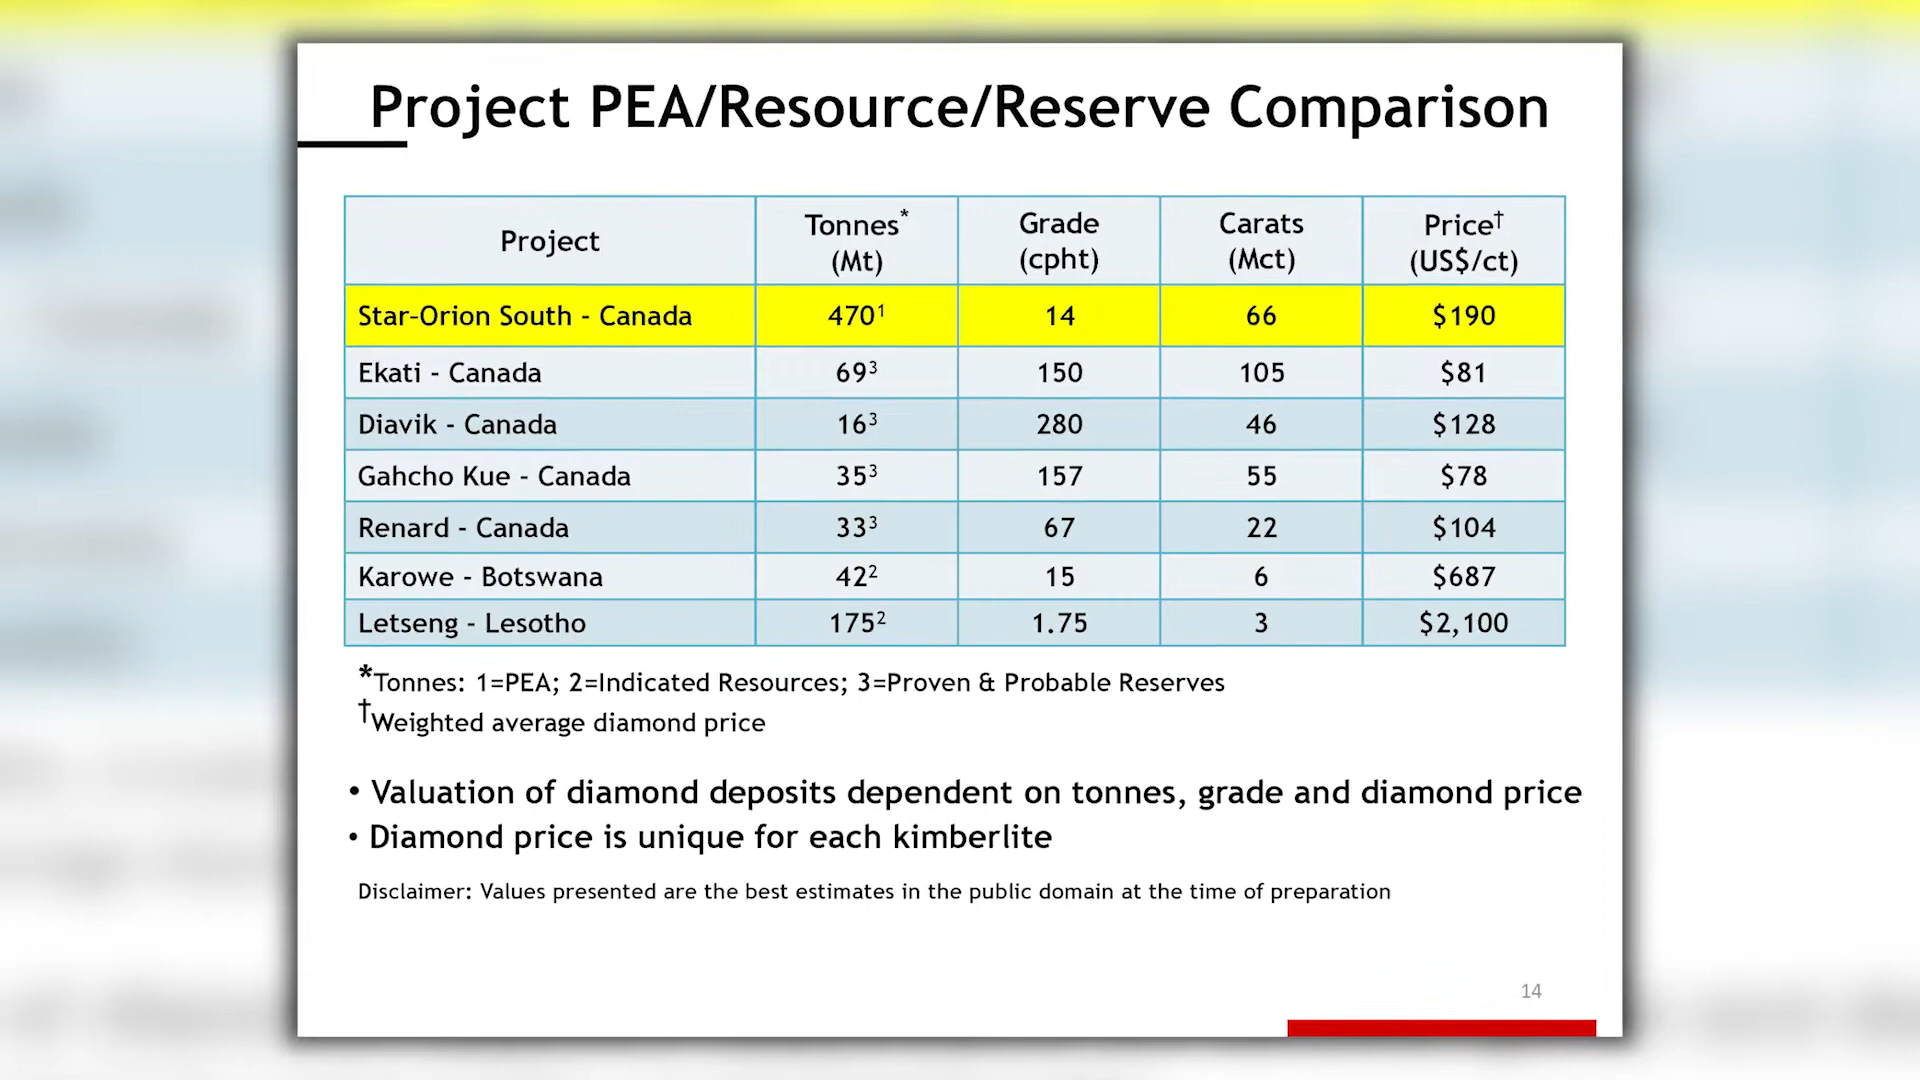 Project PEA/Resource/Reserve Comparison
Project Tonnes* (Mt) Grade (cpht) Carats (Mct) Price† (US$/ct)
Star-Orion South - Canada 470¹ 14 66 $190
Ekati - Canada 69³ 150 105 $81
Diavik - Canada 16³ 280 46 $128
Gahcho Kue - Canada 35³ 157 55 $78
Renard - Canada 33³ 67 22 $104
Karowe - Botswana 42² 15 6 $687
Letseng - Lesotho 175² 1.75 3 $2,100
*Tonnes: 1=PEA; 2=Indicated Resources; 3=Proven & Probable Reserves
†Weighted average diamond price
• Valuation of diamond deposits dependent on tonnes, grade and diamond price
• Diamond price is unique for each kimberlite
Disclaimer: Values presented are the best estimates in the public domain at the time of preparation
14